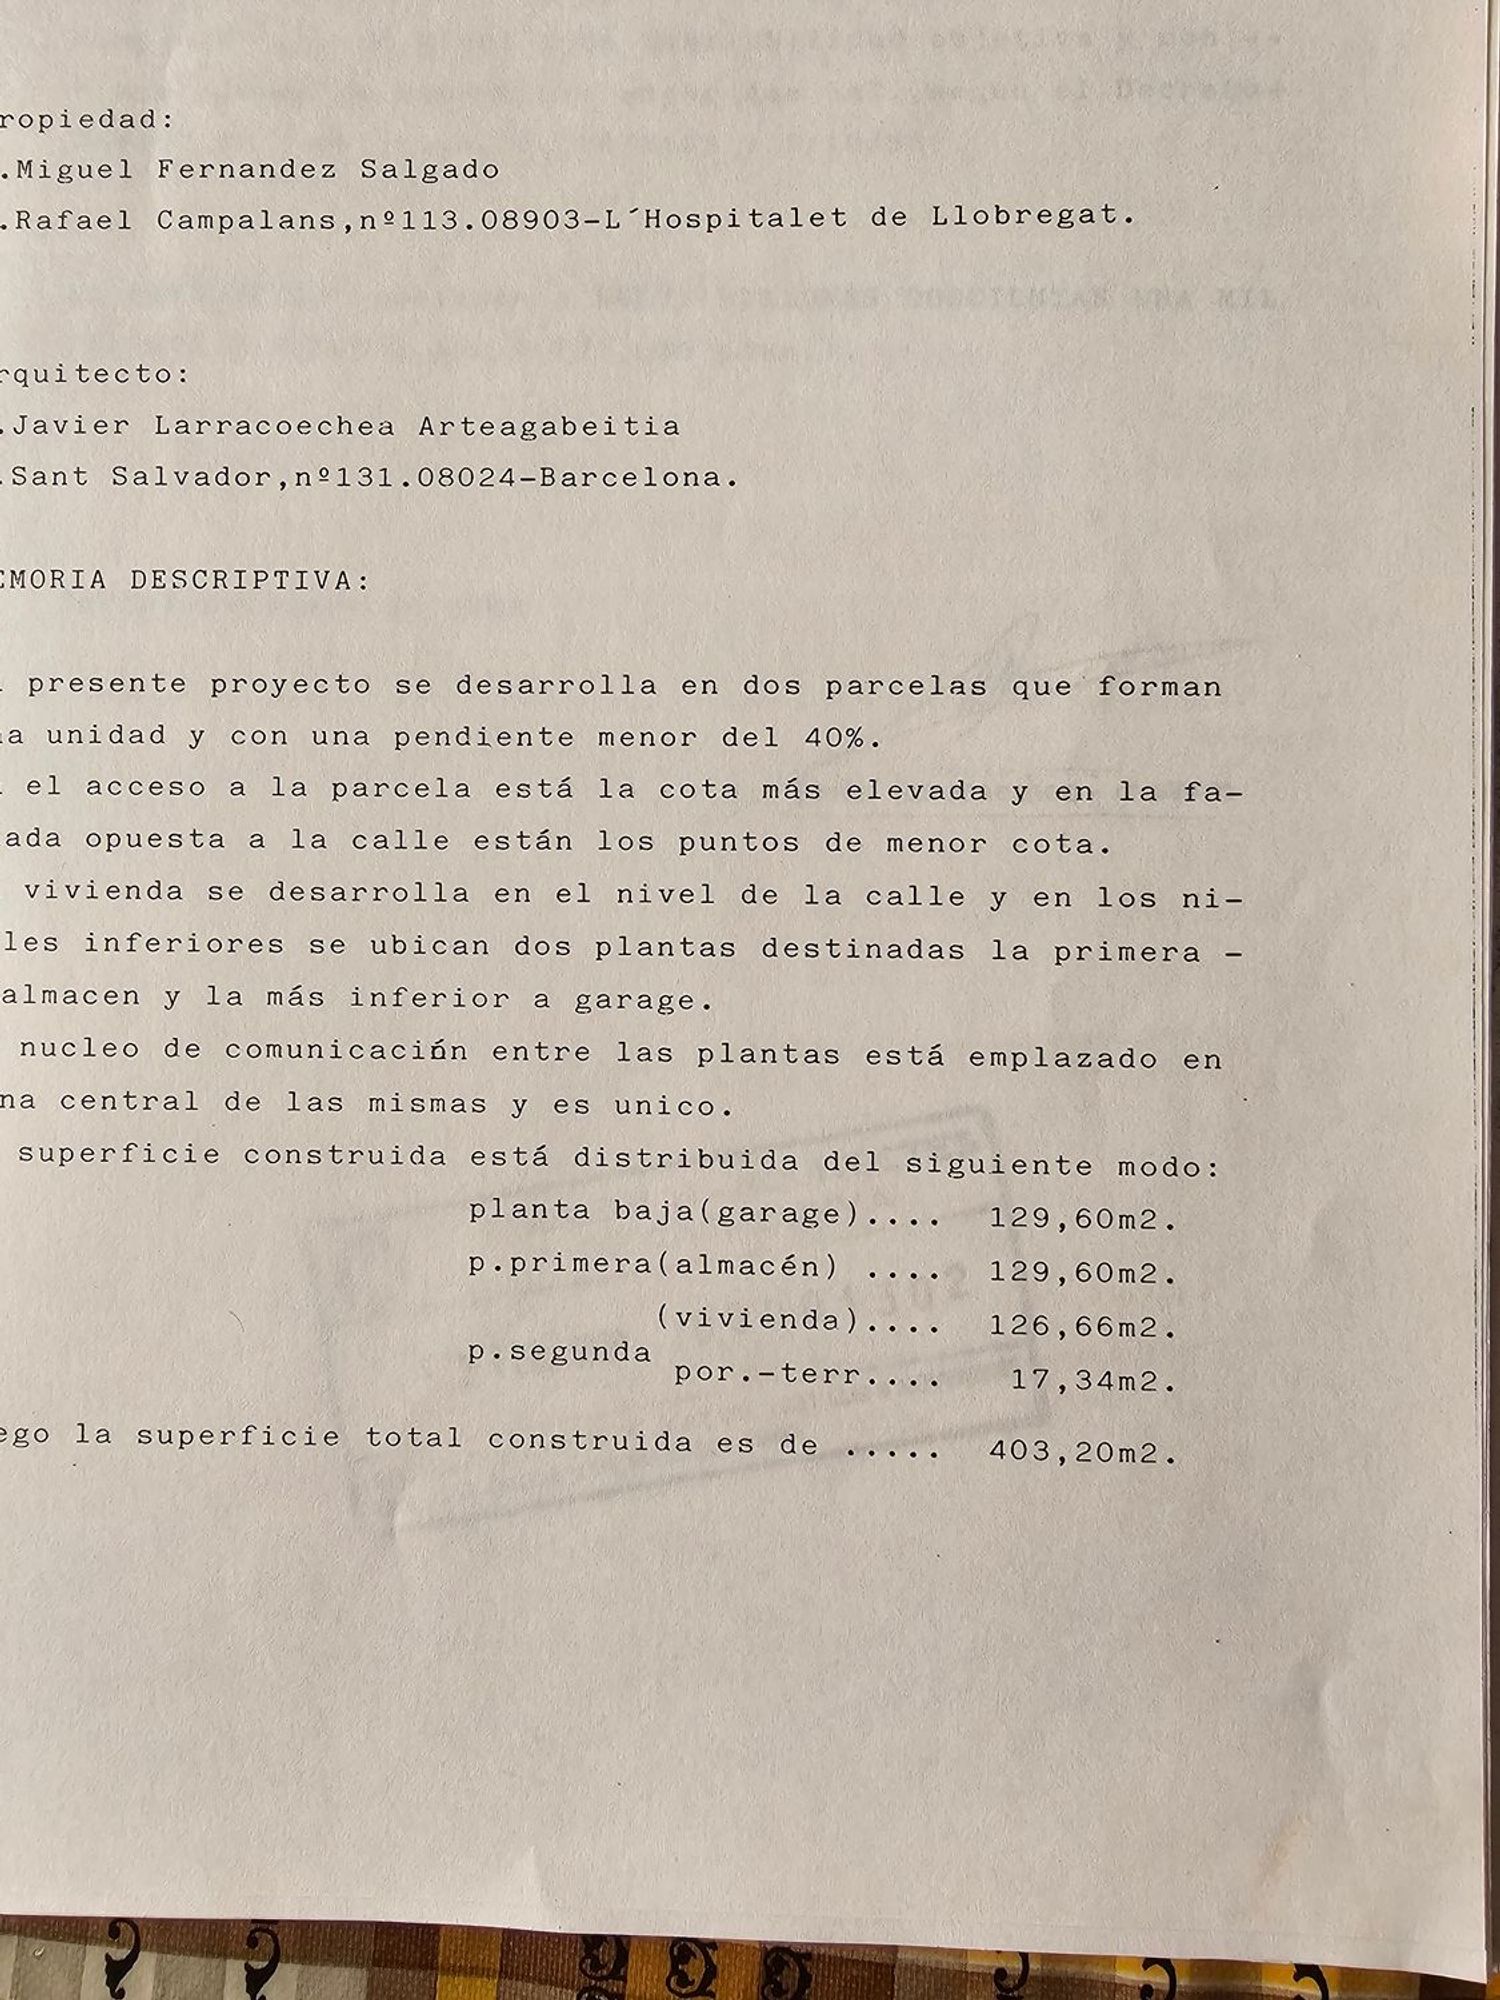 ropiedad:
.Miguel Fernandez Salgado
.Rafael Campalans,nº113.08903-L´Hospitalet de Llobregat.
rquitecto:
.Javier Larracoechea Arteagabeitia
.Sant Salvador,nº131.08024-Barcelona.
EMORIA DESCRIPTIVA:
presente proyecto se desarrolla en dos parcelas que forman
a unidad y con una pendiente menor del 40%.
el acceso a la parcela está la cota más elevada y en la fa-
ada opuesta a la calle están los puntos de menor cota.
vivienda se desarrolla en el nivel de la calle y en los ni-
les inferiores se ubican dos plantas destinadas la primera -
almacen y la más inferior a garage.
nucleo de comunicación entre las plantas está emplazado en
na central de las mismas y es unico.
superficie construida está distribuida del siguiente modo:
planta baja(garage).... 129,60m2.
p.primera(almacén) .... 129,60m2.
(vivienda).... 126,66m2.
p.segunda
por.-terr.... 17,34m2.
ego la superficie total construida es de ..... 403,20m2.